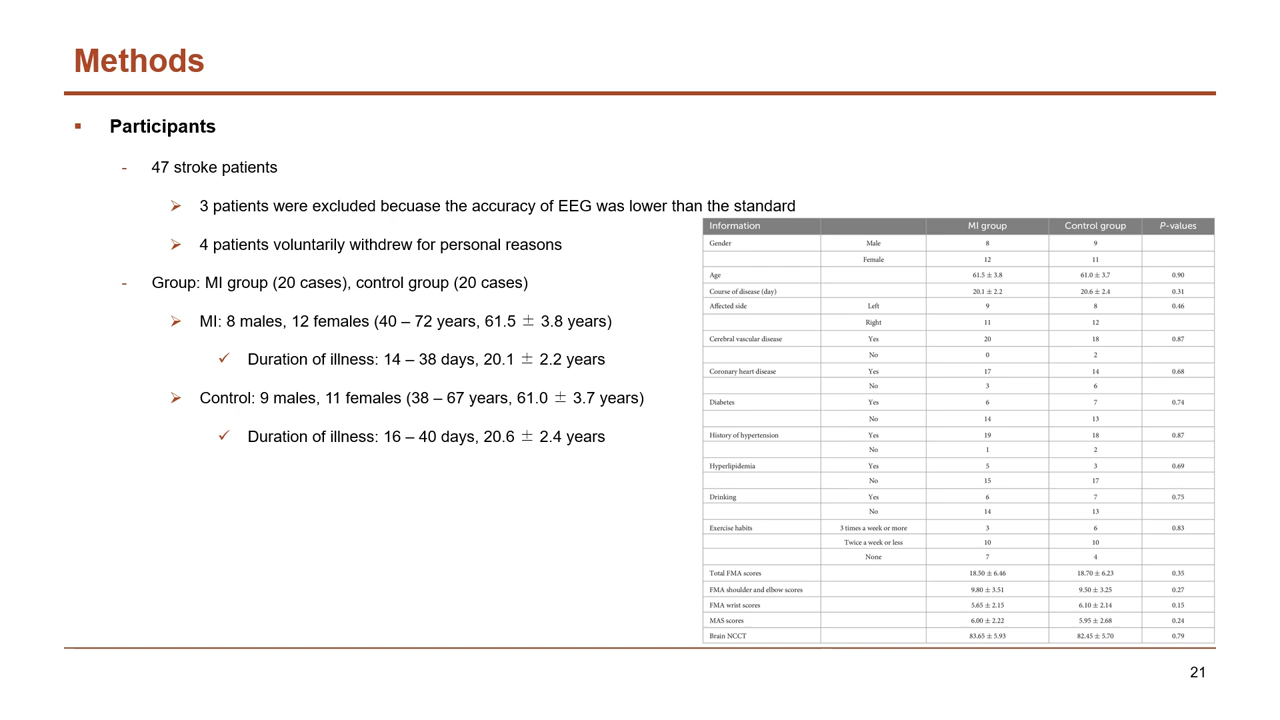 Methods
Participants
- 47 stroke patients
3 patients were excluded becuase the accuracy of EEG was lower than the standard
4 patients voluntarily withdrew for personal reasons
- Group: MI group (20 cases), control group (20 cases)
MI: 8 males, 12 females (40 – 72 years, 61.5 ± 3.8 years)
Duration of illness: 14 – 38 days, 20.1 ± 2.2 years
Control: 9 males, 11 females (38 – 67 years, 61.0 ± 3.7 years)
Duration of illness: 16 – 40 days, 20.6 ± 2.4 years
Information MI group Control group P-values
Gender Male 8 9
Female 12 11
Age 61.5 ± 3.8 61.0 ± 3.7 0.90
Course of disease (day) 20.1 ± 2.2 20.6 ± 2.4 0.31
Affected side Left 9 8 0.46
Right 11 12
Cerebral vascular disease Yes 20 18 0.87
No 0 2
Coronary heart disease Yes 17 14 0.68
No 3 6
Diabetes Yes 6 7 0.74
No 14 13
History of hypertension Yes 19 18 0.87
No 1 2
Hyperlipidemia Yes 5 3 0.69
No 15 17
Drinking Yes 6 7 0.75
No 14 13
Exercise habits 3 times a week or more 3 6 0.83
Twice a week or less 10 10
None 7 4
Total FMA scores 18.50 ± 6.46 18.70 ± 6.23 0.35
FMA shoulder and elbow scores 9.80 ± 3.51 9.50 ± 3.25 0.27
FMA wrist scores 5.65 ± 2.15 6.10 ± 2.14 0.15
MAS scores 6.00 ± 2.22 5.95 ± 2.68 0.24
Brain NCCT 83.65 ± 5.93 82.45 ± 5.70 0.79
21